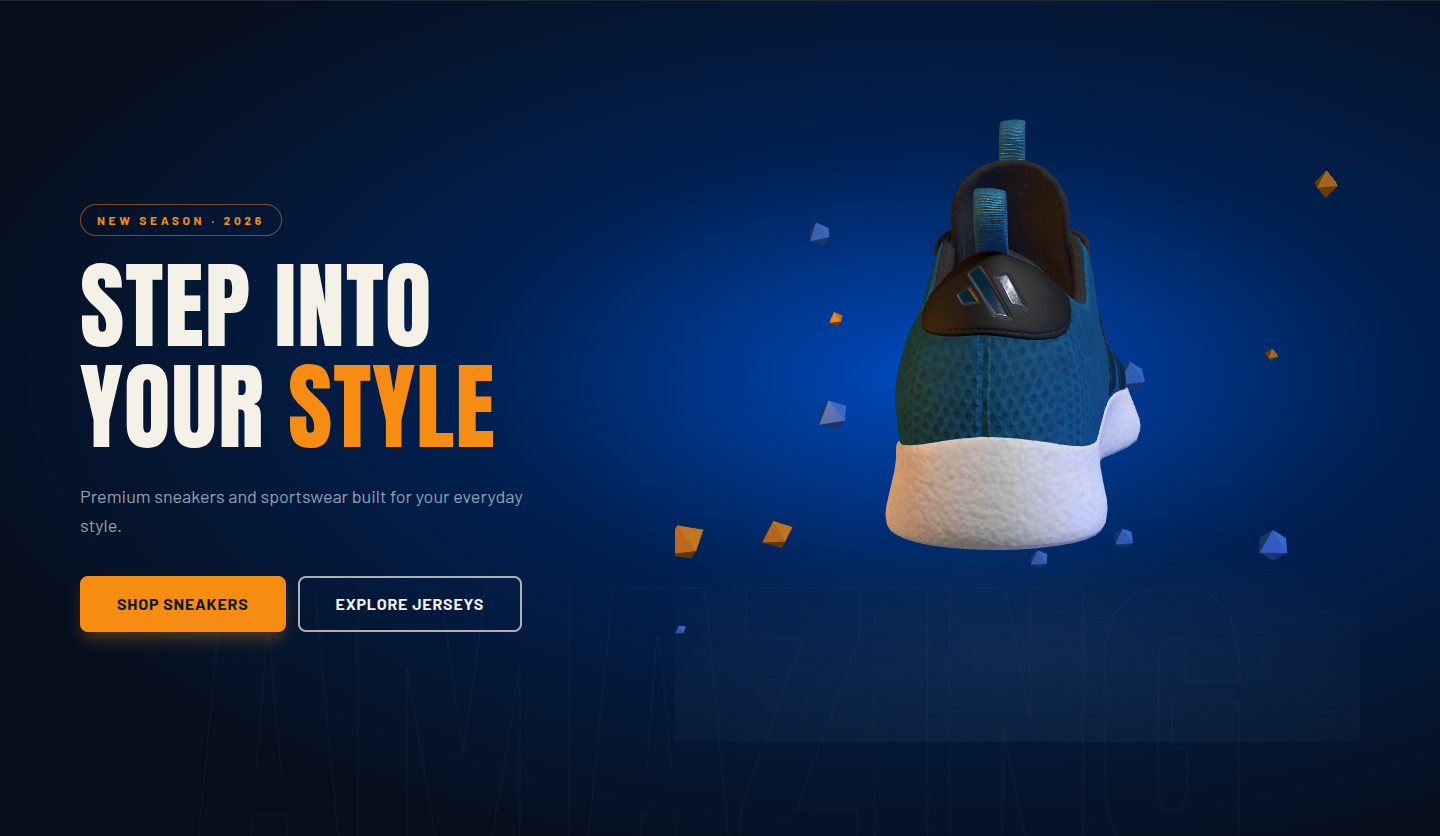 NEW SEASON · 2026
STEP INTO
YOUR STYLE
Premium sneakers and sportswear built for your everyday
style.
SHOP SNEAKERS
EXPLORE JERSEYS
AMAZING